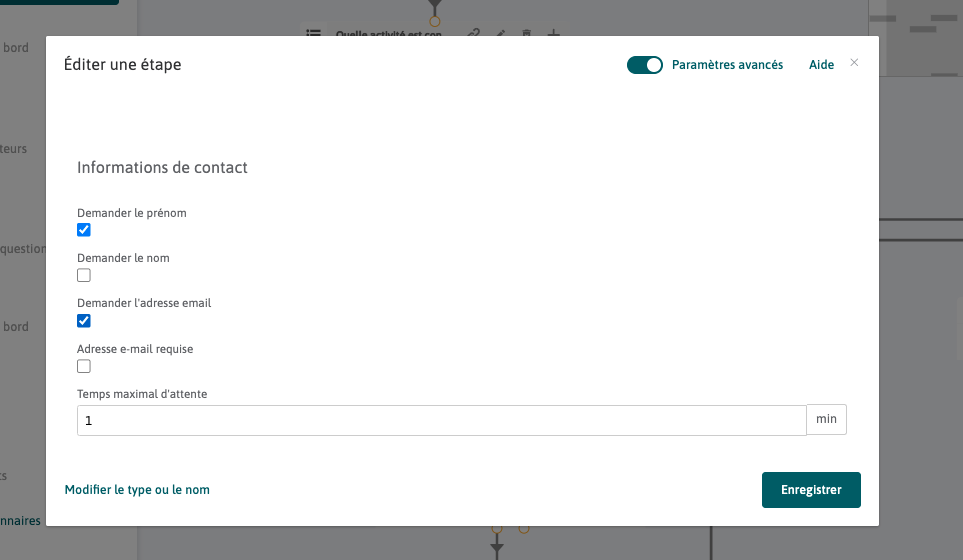 bord
Quelle activité est con
Éditer une étape
Paramètres avancés
Aide
teurs
Informations de contact
Demander le prénom
Demander le nom
question
Demander l'adresse email
bord
Adresse e-mail requise
Temps maximal d'attente
1
min
Modifier le type ou le nom
Enregistrer
nnaires